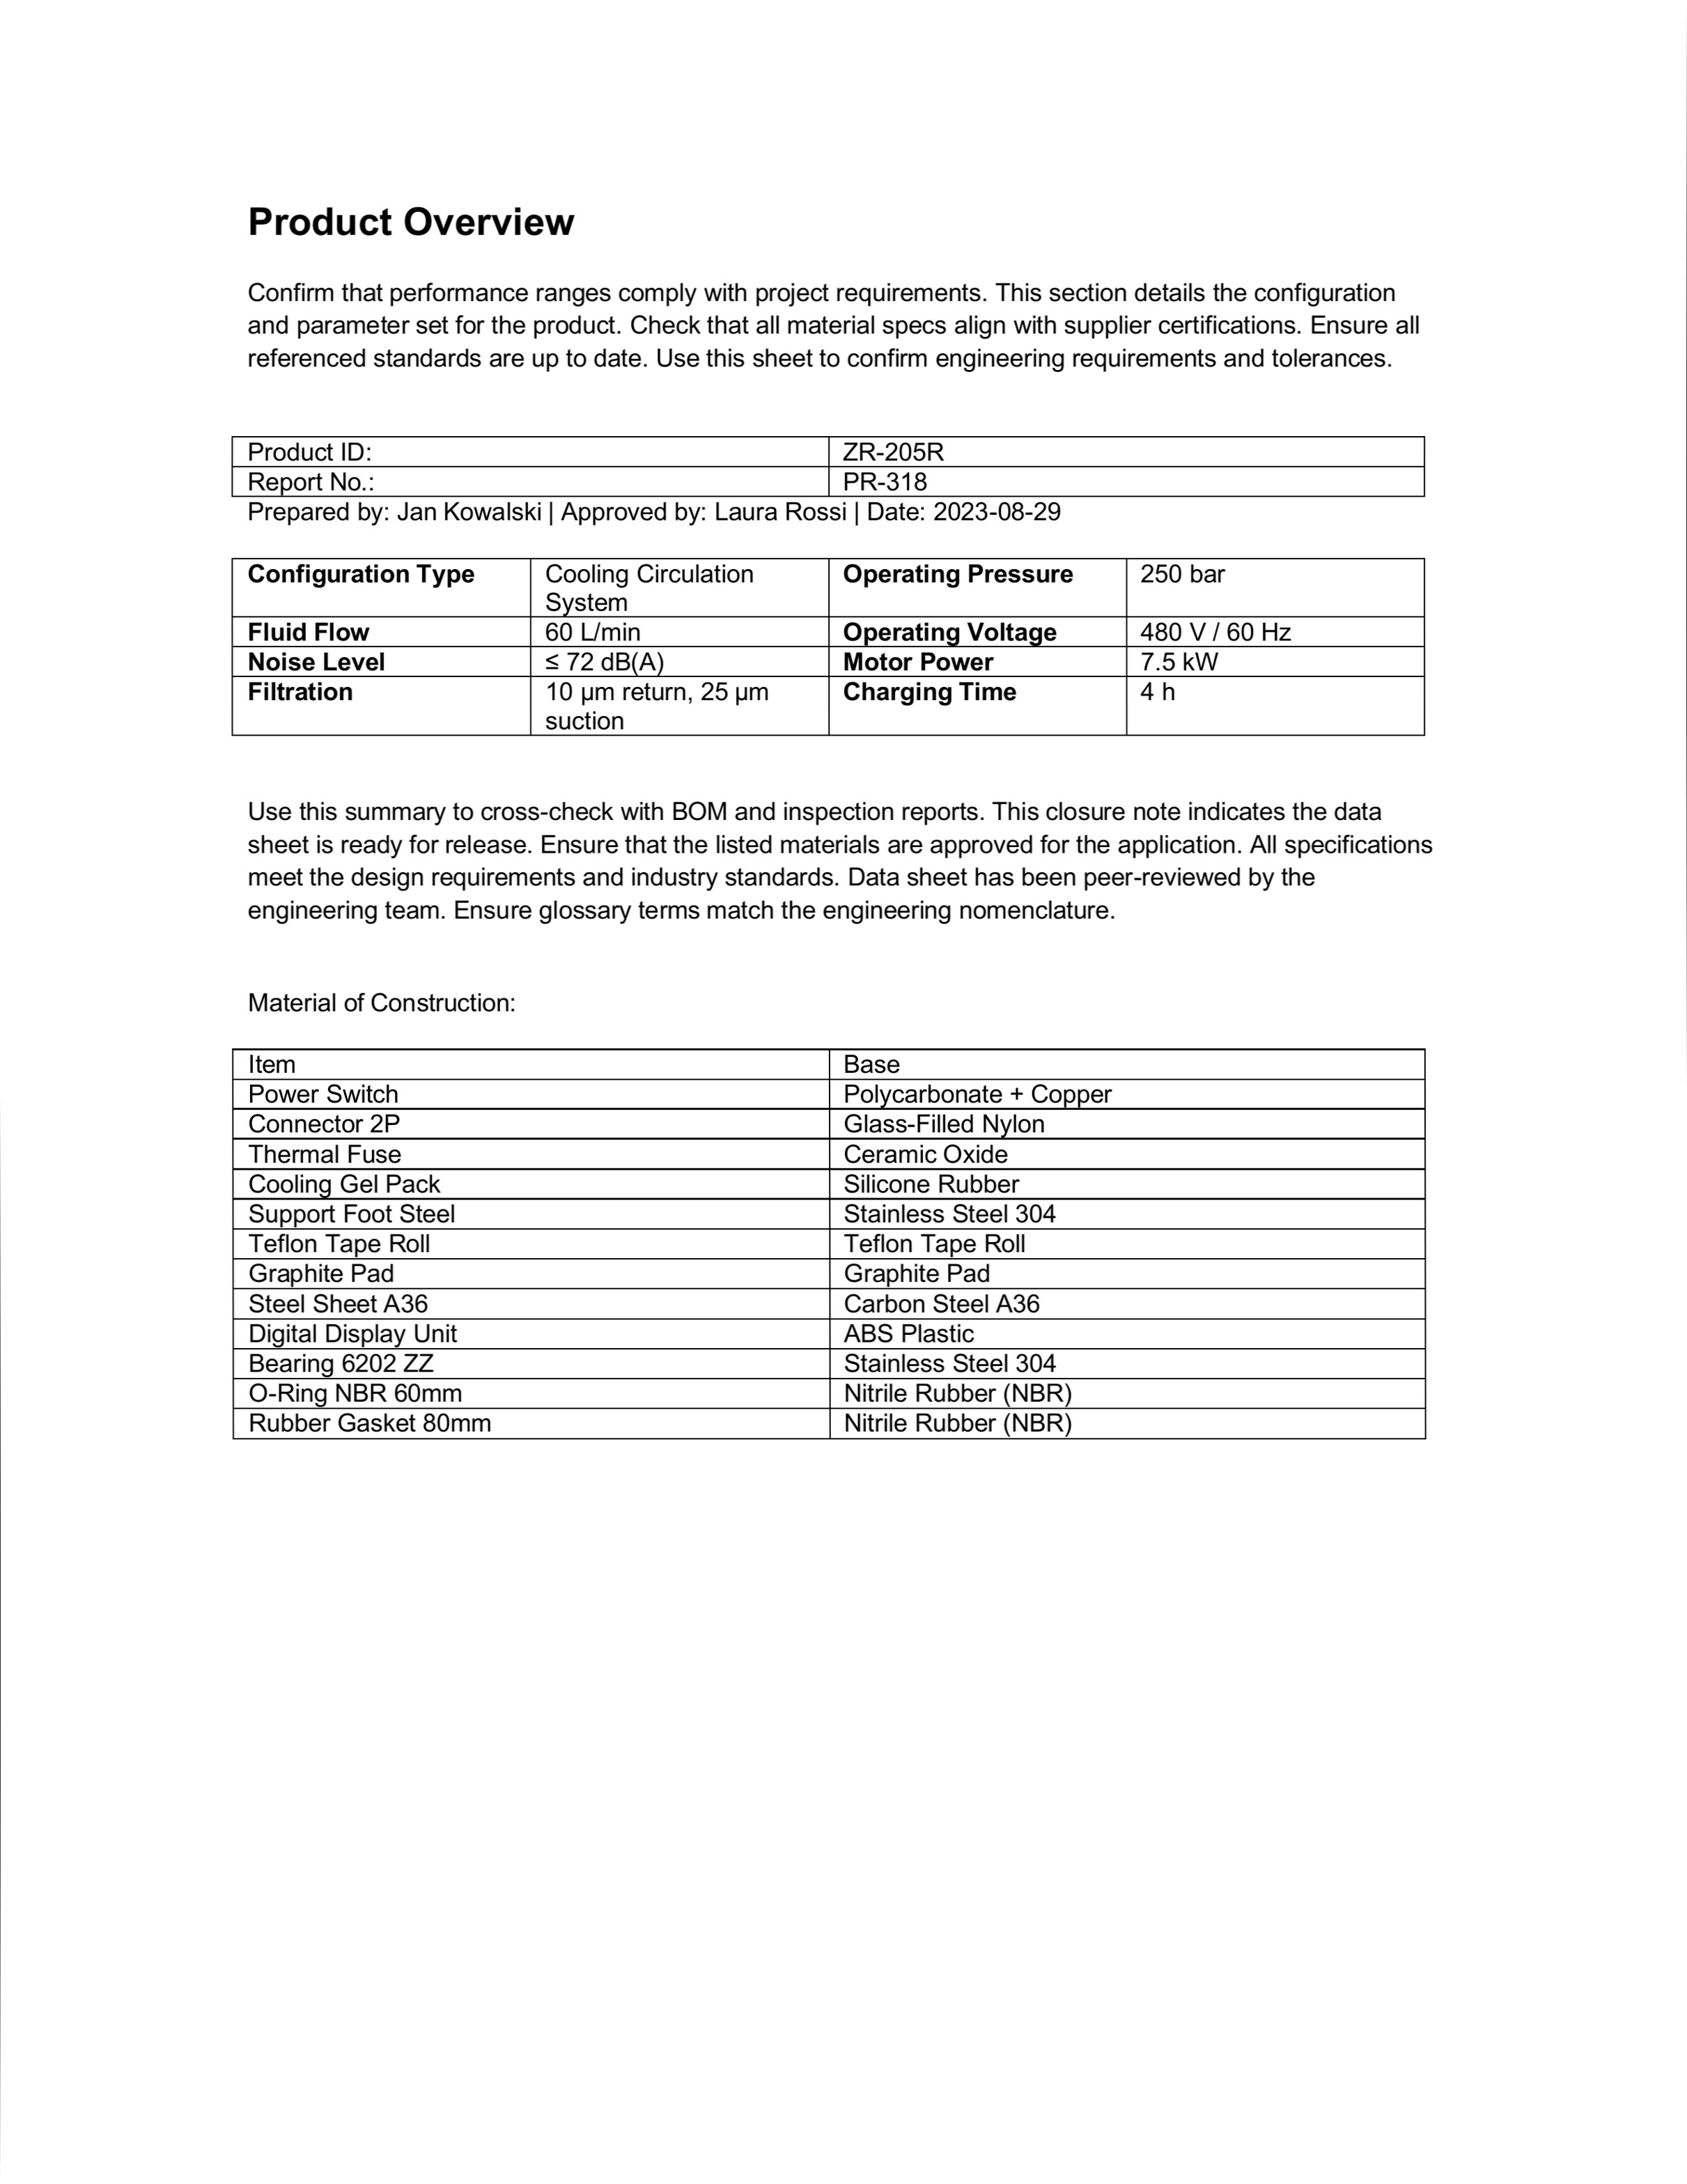 Product Overview
Confirm that performance ranges comply with project requirements. This section details the configuration
and parameter set for the product. Check that all material specs align with supplier certifications. Ensure all
referenced standards are up to date. Use this sheet to confirm engineering requirements and tolerances.
Product ID: ZR-205R
Report No.: PR-318
Prepared by: Jan Kowalski | Approved by: Laura Rossi | Date: 2023-08-29
Configuration Type Cooling Circulation Operating Pressure 250 bar
System
Fluid Flow 60 L/min Operating Voltage 480 V / 60 Hz
Noise Level ≤ 72 dB(A) Motor Power 7.5 kW
Filtration 10 µm return, 25 µm Charging Time 4 h
suction
Use this summary to cross-check with BOM and inspection reports. This closure note indicates the data
sheet is ready for release. Ensure that the listed materials are approved for the application. All specifications
meet the design requirements and industry standards. Data sheet has been peer-reviewed by the
engineering team. Ensure glossary terms match the engineering nomenclature.
Material of Construction:
Item Base
Power Switch Polycarbonate + Copper
Connector 2P Glass-Filled Nylon
Thermal Fuse Ceramic Oxide
Cooling Gel Pack Silicone Rubber
Support Foot Steel Stainless Steel 304
Teflon Tape Roll Teflon Tape Roll
Graphite Pad Graphite Pad
Steel Sheet A36 Carbon Steel A36
Digital Display Unit ABS Plastic
Bearing 6202 ZZ Stainless Steel 304
O-Ring NBR 60mm Nitrile Rubber (NBR)
Rubber Gasket 80mm Nitrile Rubber (NBR)